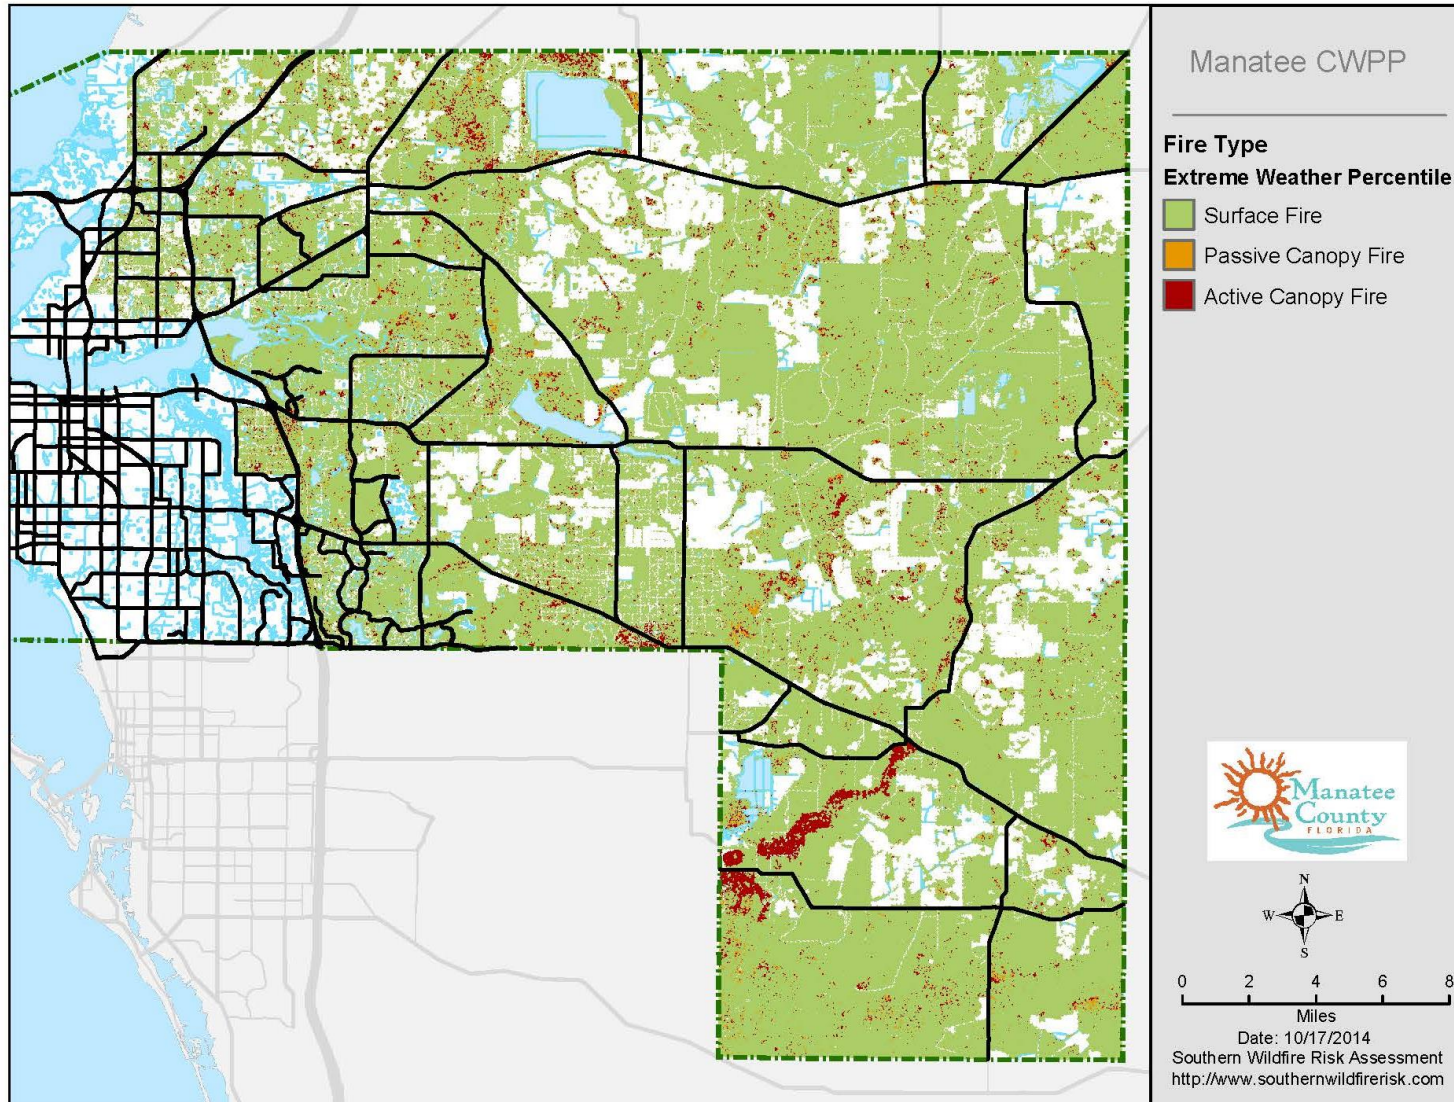 Manatee CWPP
Fire Type
Extreme Weather Percentile
Surface Fire
Passive Canopy Fire
Active Canopy Fire
Manatee
County
FLORIDA
N
W E
S
0 2 4 6 8
Miles
Date: 10/17/2014
Southern Wildfire Risk Assessment
http://www.southernwildfirerisk.com